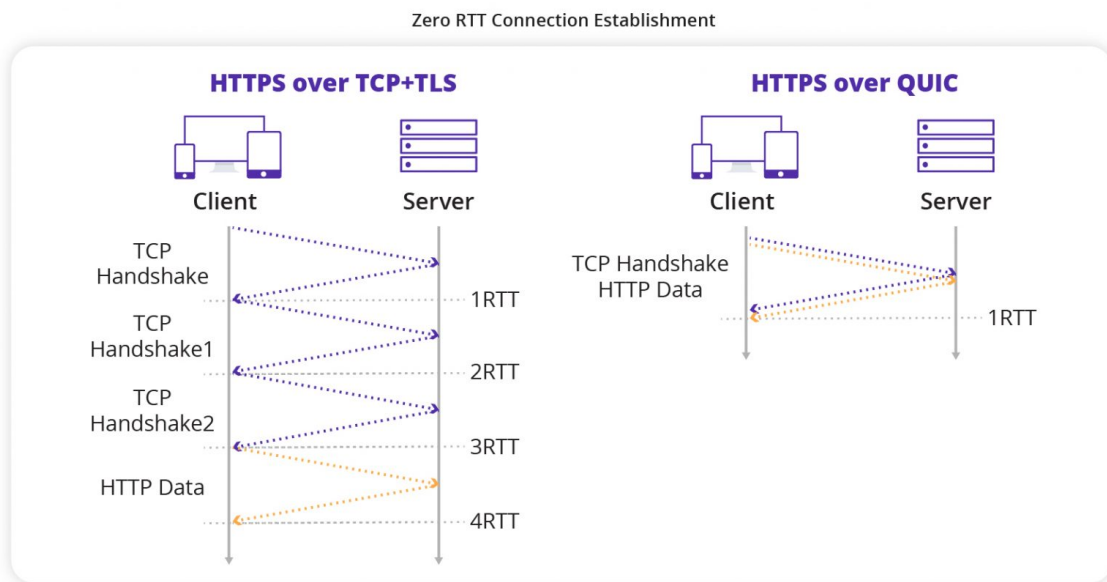 Zero RTT Connection Establishment
HTTPS over TCP+TLS
Client
Server
TCP
Handshake
1RTT
TCP
Handshake1
2RTT
TCP
Handshake2
3RTT
HTTP Data
4RTT
HTTPS over QUIC
Client
Server
TCP Handshake
HTTP Data
1RTT